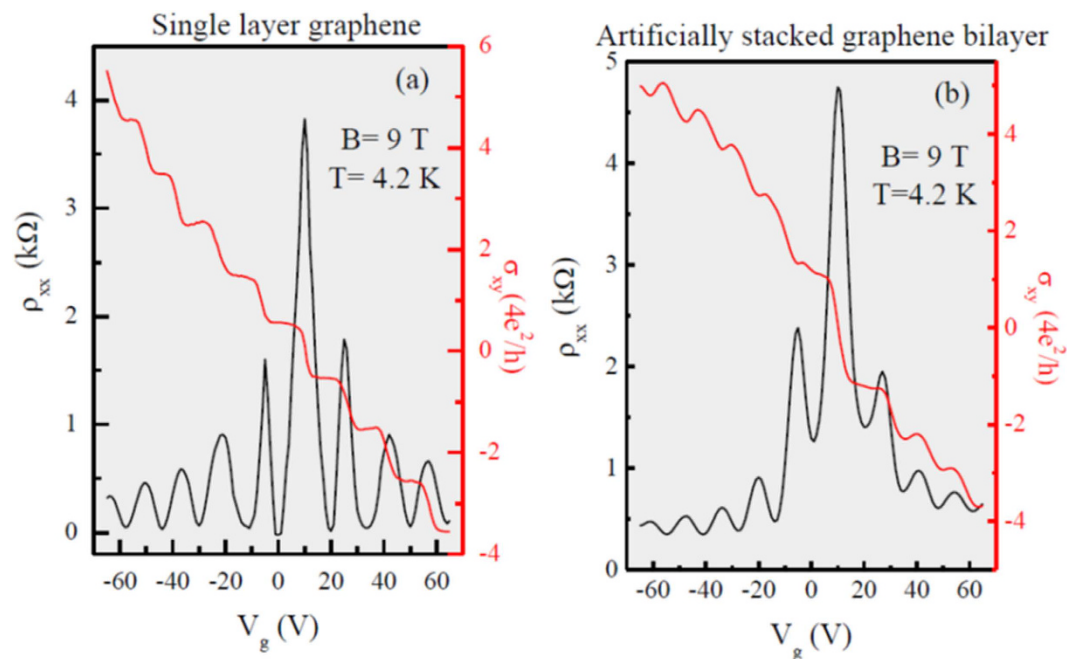 Single layer graphene
(a)
B= 9 T
T= 4.2 K
ρxx (kΩ)
4
3
2
1
0
σxy (4e²/h)
6
4
2
0
-2
-4
-60 -40 -20 0 20 40 60
Vg (V)
Artificially stacked graphene bilayer
(b)
B= 9 T
T=4.2 K
ρxx (kΩ)
5
4
3
2
1
0
σxy (4e²/h)
4
2
0
-2
-4
-60 -40 -20 0 20 40 60
Vg (V)